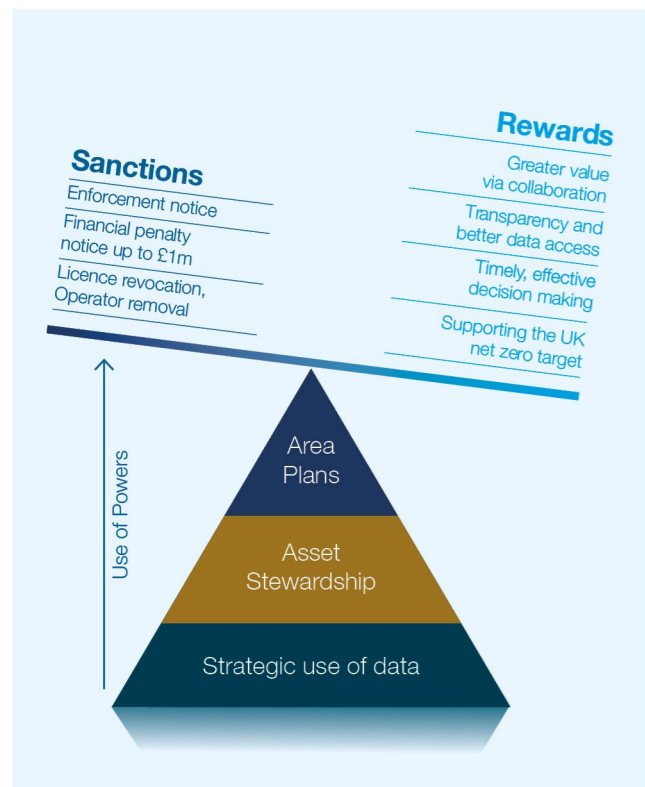 Sanctions
Enforcement notice
Financial penalty
notice up to £1m
Licence revocation,
Operator removal
Rewards
Greater value
via collaboration
Transparency and
better data access
Timely, effective
decision making
Supporting the UK
net zero target
Use of Powers
Area
Plans
Asset
Stewardship
Strategic use of data